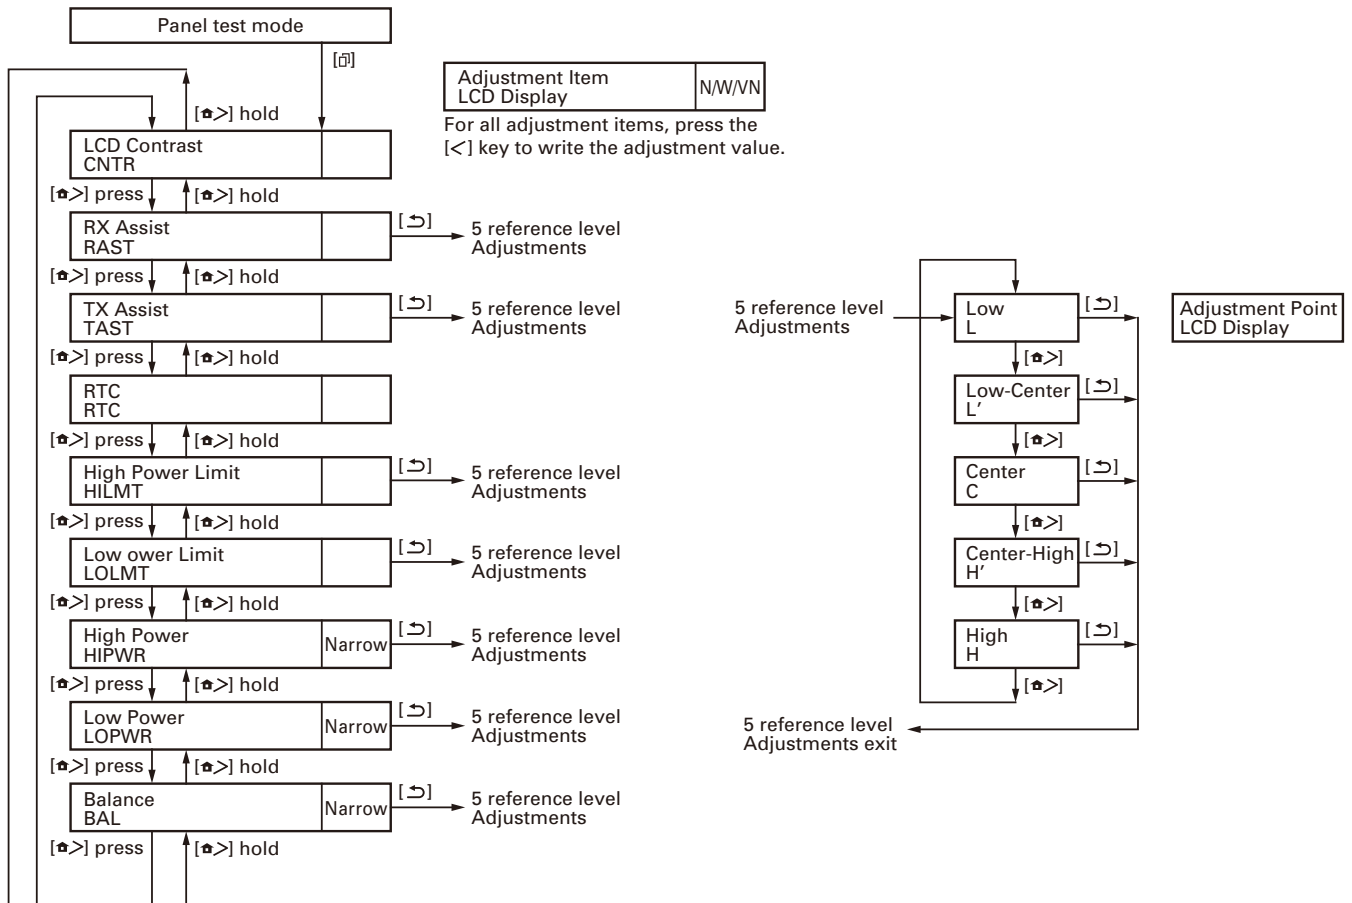 Panel test mode
[🗇]
Adjustment Item
LCD Display
N/W/VN
For all adjustment items, press the
[<] key to write the adjustment value.
[🏠>] hold
LCD Contrast
CNTR
[🏠>] press
[🏠>] hold
RX Assist
RAST
[⮌]
5 reference level
Adjustments
[🏠>] press
[🏠>] hold
TX Assist
TAST
[⮌]
5 reference level
Adjustments
[🏠>] press
[🏠>] hold
RTC
RTC
[🏠>] press
[🏠>] hold
High Power Limit
HILMT
[⮌]
5 reference level
Adjustments
[🏠>] press
[🏠>] hold
Low ower Limit
LOLMT
[⮌]
5 reference level
Adjustments
[🏠>] press
[🏠>] hold
High Power
HIPWR
Narrow
[⮌]
5 reference level
Adjustments
[🏠>] press
[🏠>] hold
Low Power
LOPWR
Narrow
[⮌]
5 reference level
Adjustments
[🏠>] press
[🏠>] hold
Balance
BAL
Narrow
[⮌]
5 reference level
Adjustments
[🏠>] press
[🏠>] hold
5 reference level
Adjustments
Low
L
[⮌]
Adjustment Point
LCD Display
[🏠>]
Low-Center
L′
[⮌]
[🏠>]
Center
C
[⮌]
[🏠>]
Center-High
H′
[⮌]
[🏠>]
High
H
[⮌]
[🏠>]
5 reference level
Adjustments exit